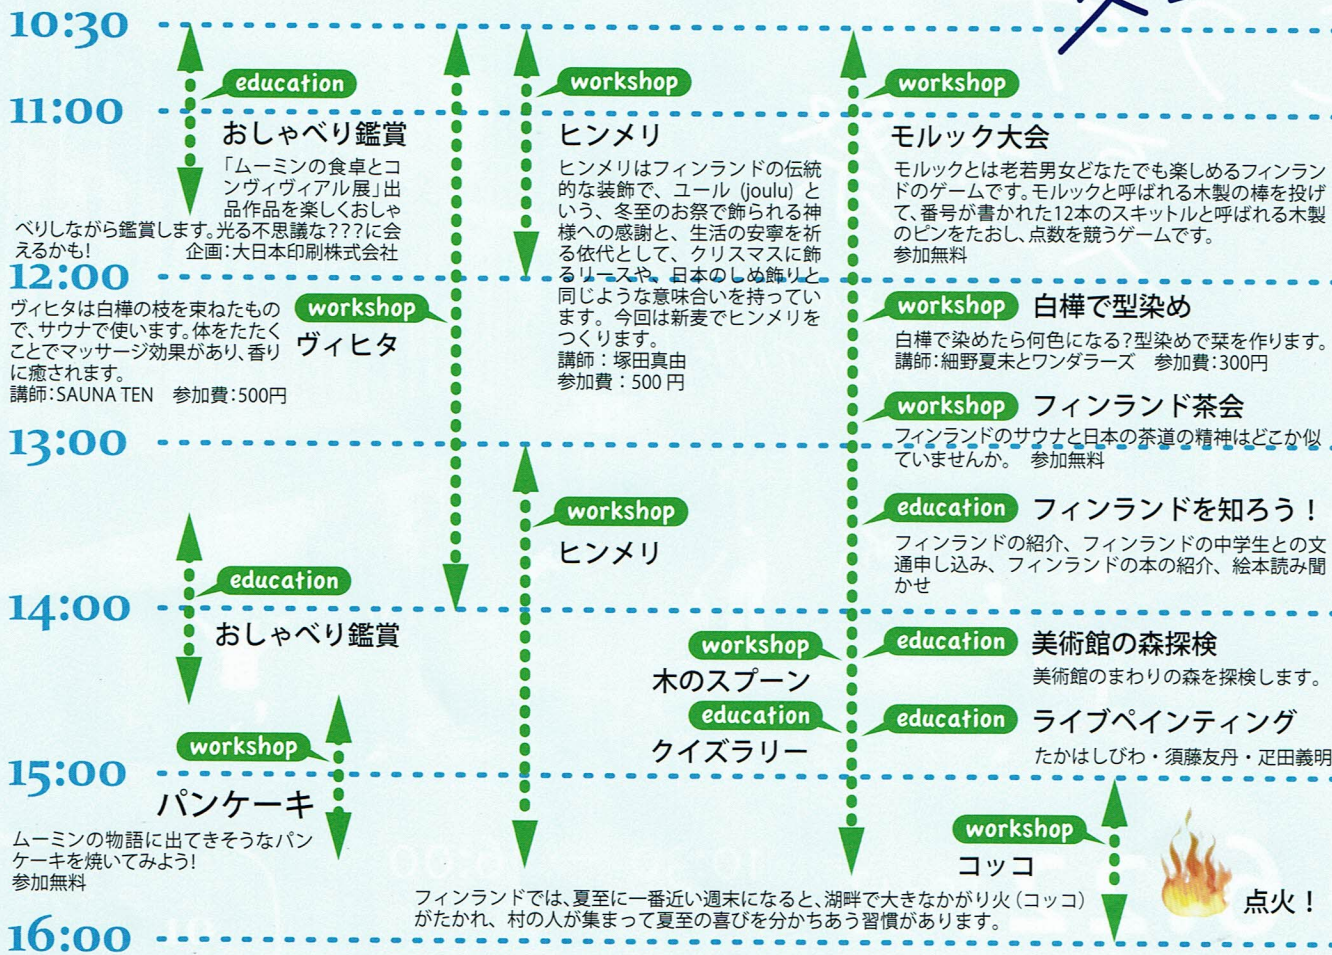 10:30
education
workshop
workshop
11:00
おしゃべり鑑賞
「ムーミンの食卓とコ
ンヴィヴィアル展」出
品作品を楽しくおしゃ
べりしながら鑑賞します。光る不思議な???に会
えるかも!　企画:大日本印刷株式会社
ヒンメリ
ヒンメリはフィンランドの伝統
的な装飾で、ユール (joulu) と
いう、冬至のお祭で飾られる神
様への感謝と、生活の安寧を祈
る依代として、クリスマスに飾
るリースや、日本のしめ飾りと
同じような意味合いを持ってい
ます。今回は新麦でヒンメリを
つくります。
講師：塚田真由
参加費：500 円
モルック大会
モルックとは老若男女どなたでも楽しめるフィンラン
ドのゲームです。モルックと呼ばれる木製の棒を投げ
て、番号が書かれた12本のスキットルと呼ばれる木製
のピンをたおし、点数を競うゲームです。
参加無料
12:00
ヴィヒタは白樺の枝を束ねたもの
で、サウナで使います。体をたたく
ことでマッサージ効果があり、香り
に癒されます。
講師:SAUNA TEN　参加費:500円
workshop
ヴィヒタ
workshop 白樺で型染め
白樺で染めたら何色になる?型染めで栞を作ります。
講師:細野夏未とワンダラーズ　参加費:300円
workshop フィンランド茶会
フィンランドのサウナと日本の茶道の精神はどこか似
ていませんか。　参加無料
13:00
workshop
ヒンメリ
education フィンランドを知ろう！
フィンランドの紹介、フィンランドの中学生との文
通申し込み、フィンランドの本の紹介、絵本読み聞
かせ
education
14:00
おしゃべり鑑賞
workshop
木のスプーン
education 美術館の森探検
美術館のまわりの森を探検します。
education
クイズラリー
education ライブペインティング
たかはしびわ・須藤友丹・疋田義明
workshop
15:00
パンケーキ
ムーミンの物語に出てきそうなパン
ケーキを焼いてみよう!
参加無料
workshop
コッコ
点火！
フィンランドでは、夏至に一番近い週末になると、湖畔で大きなかがり火（コッコ）
がたかれ、村の人が集まって夏至の喜びを分かちあう習慣があります。
16:00